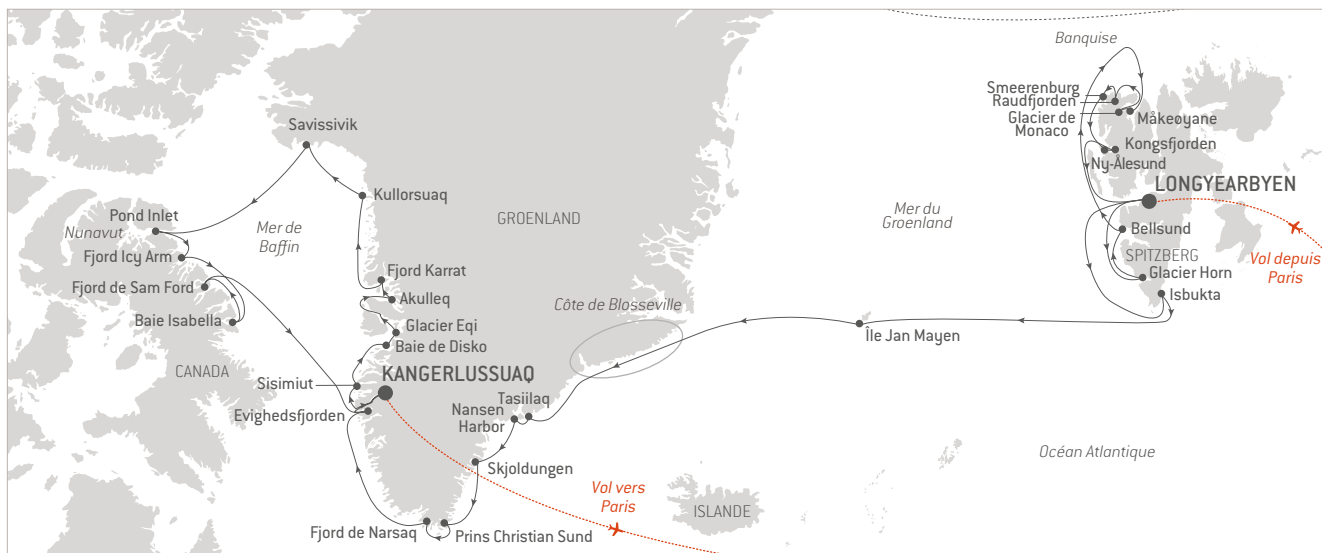 Banquise
Smeerenburg
Raudfjorden
Glacier de
Monaco
Måkeøyane
Kongsfjorden
Ny-Ålesund
LONGYEARBYEN
Bellsund
SPITZBERG
Glacier Horn
Isbukta
Vol depuis
Paris
Savissivik
Kullorsuaq
GROENLAND
Mer du
Groenland
Pond Inlet
Nunavut
Mer de
Baffin
Fjord Icy Arm
Fjord de Sam Ford
Baie Isabella
CANADA
Fjord Karrat
Akulleq
Glacier Eqi
Baie de Disko
KANGERLUSSUAQ
Sisimiut
Evighedsfjorden
Côte de Blosseville
Île Jan Mayen
Tasiilaq
Nansen
Harbor
Skjoldungen
Océan Atlantique
Vol vers
Paris
ISLANDE
Fjord de Narsaq
Prins Christian Sund